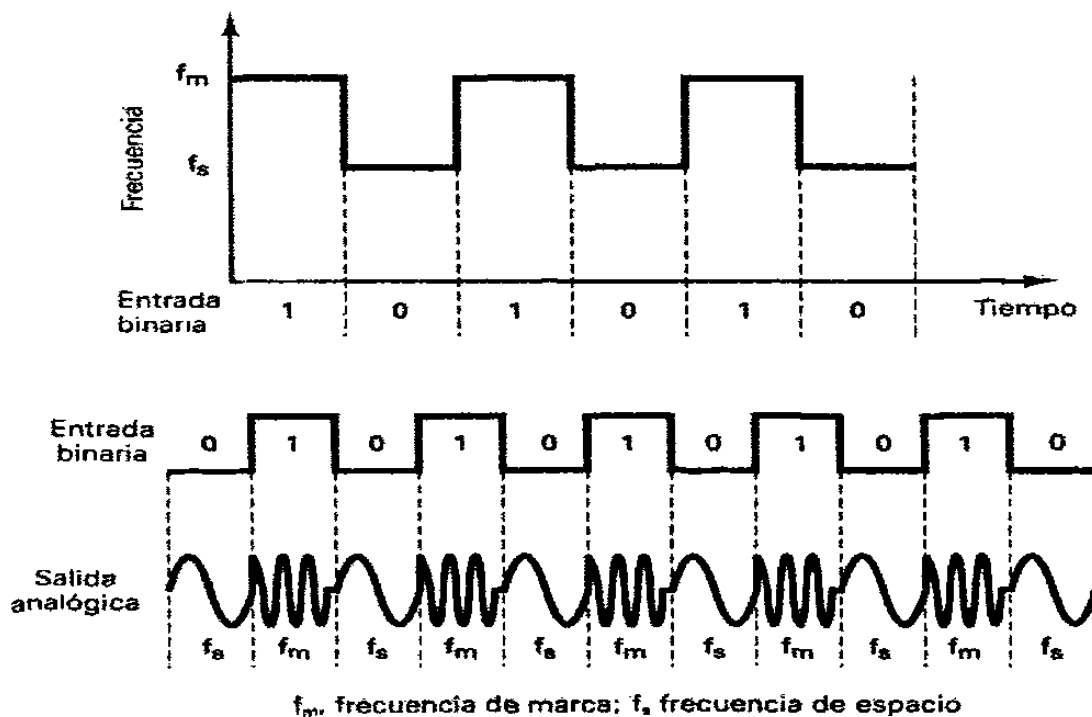 fm
fs
Frecuencia
Entrada binaria
1 0 1 0 1 0
Tiempo
Entrada binaria
0 1 0 1 0 1 0 1 0 1 0
Salida analógica
fs fm fs fm fs fm fs fm fs fm fs
fm, frecuencia de marca; fs frecuencia de espacio